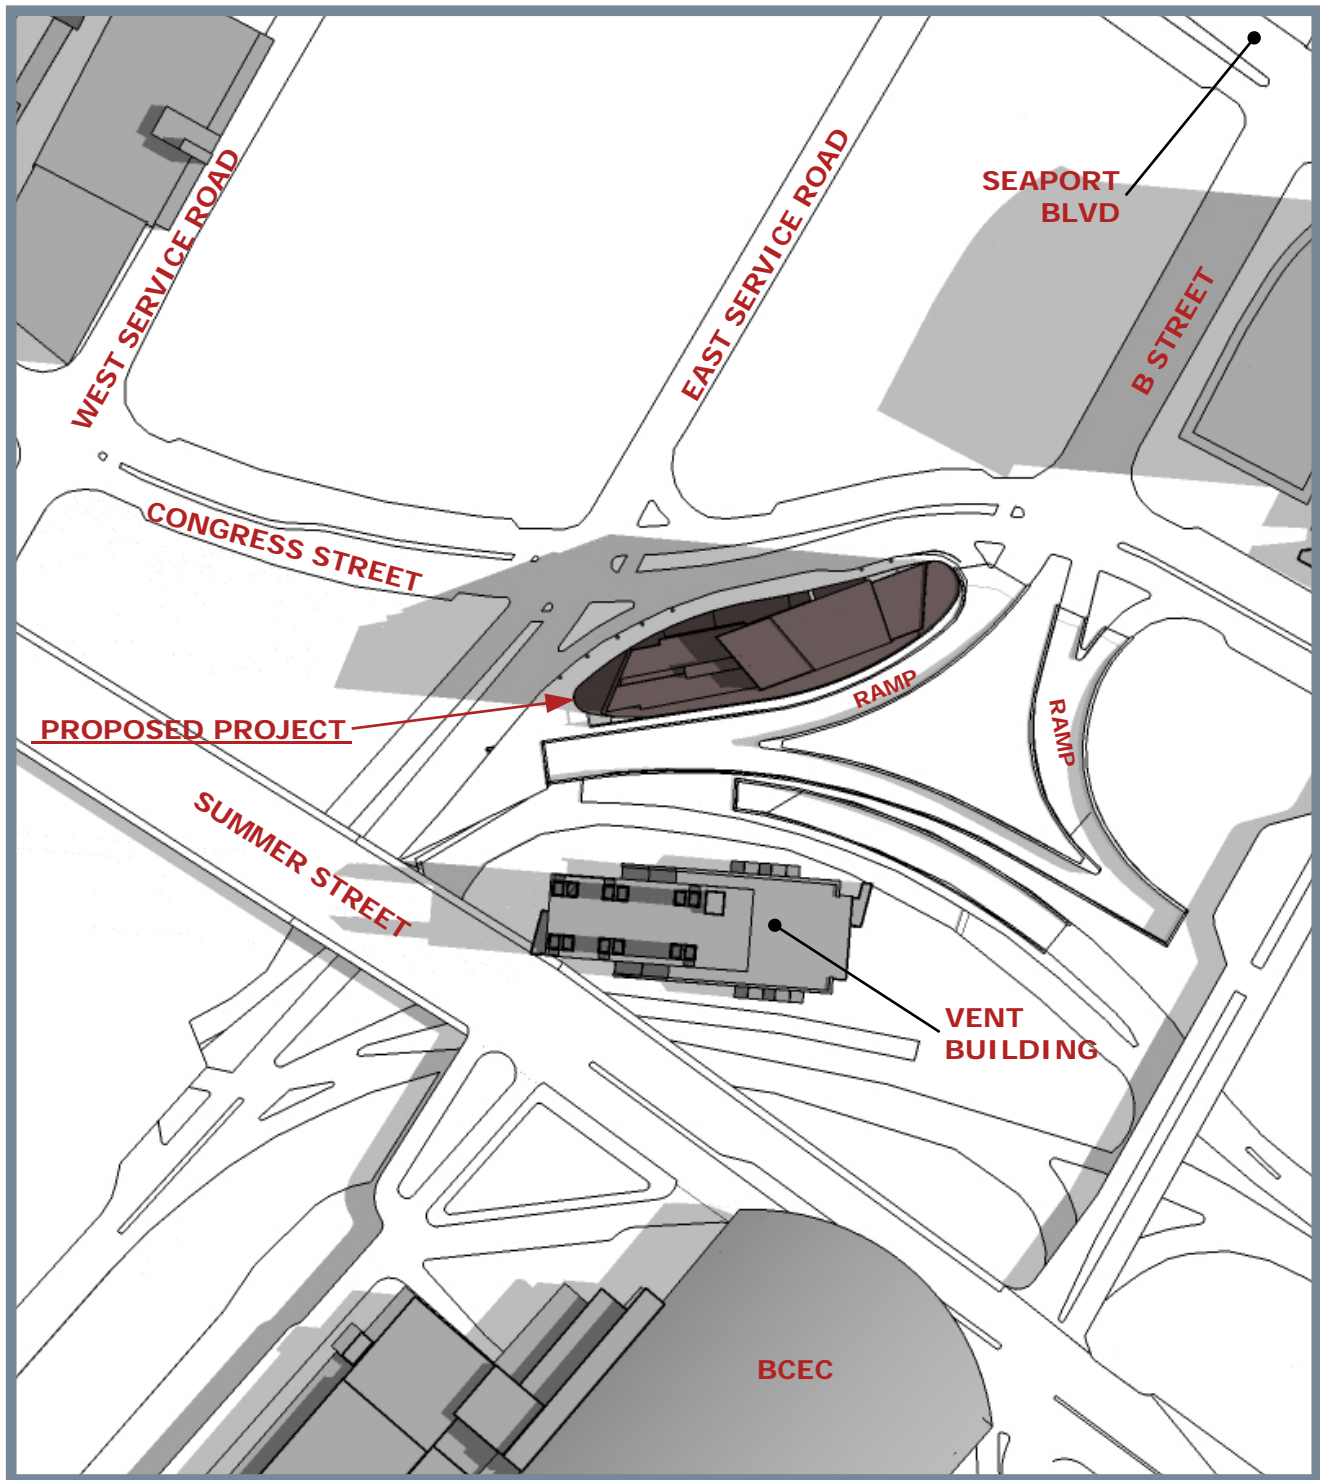 SEAPORT
BLVD
WEST SERVICE ROAD
EAST SERVICE ROAD
B STREET
CONGRESS STREET
RAMP
RAMP
PROPOSED PROJECT
SUMMER STREET
VENT
BUILDING
BCEC